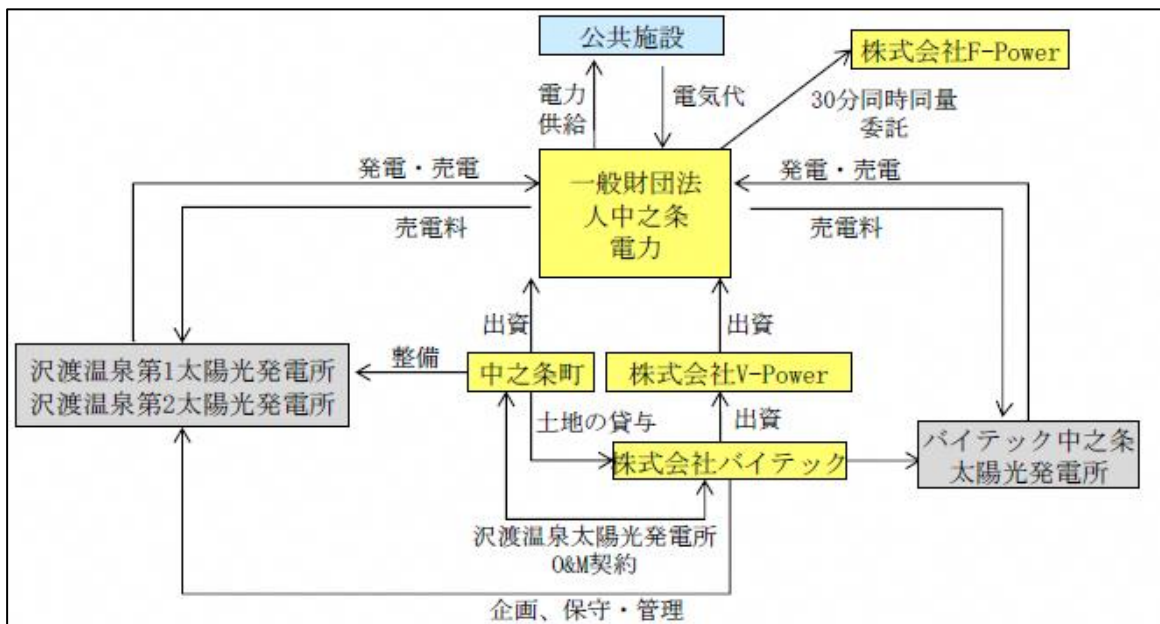 公共施設
株式会社F-Power
電力
供給
電気代
30分同時同量
委託
発電・売電
一般財団法
人中之条
電力
発電・売電
売電料
売電料
出資
出資
整備
沢渡温泉第1太陽光発電所
沢渡温泉第2太陽光発電所
中之条町
株式会社V-Power
土地の貸与
出資
株式会社バイテック
バイテック中之条
太陽光発電所
沢渡温泉太陽光発電所
O&M契約
企画、保守・管理